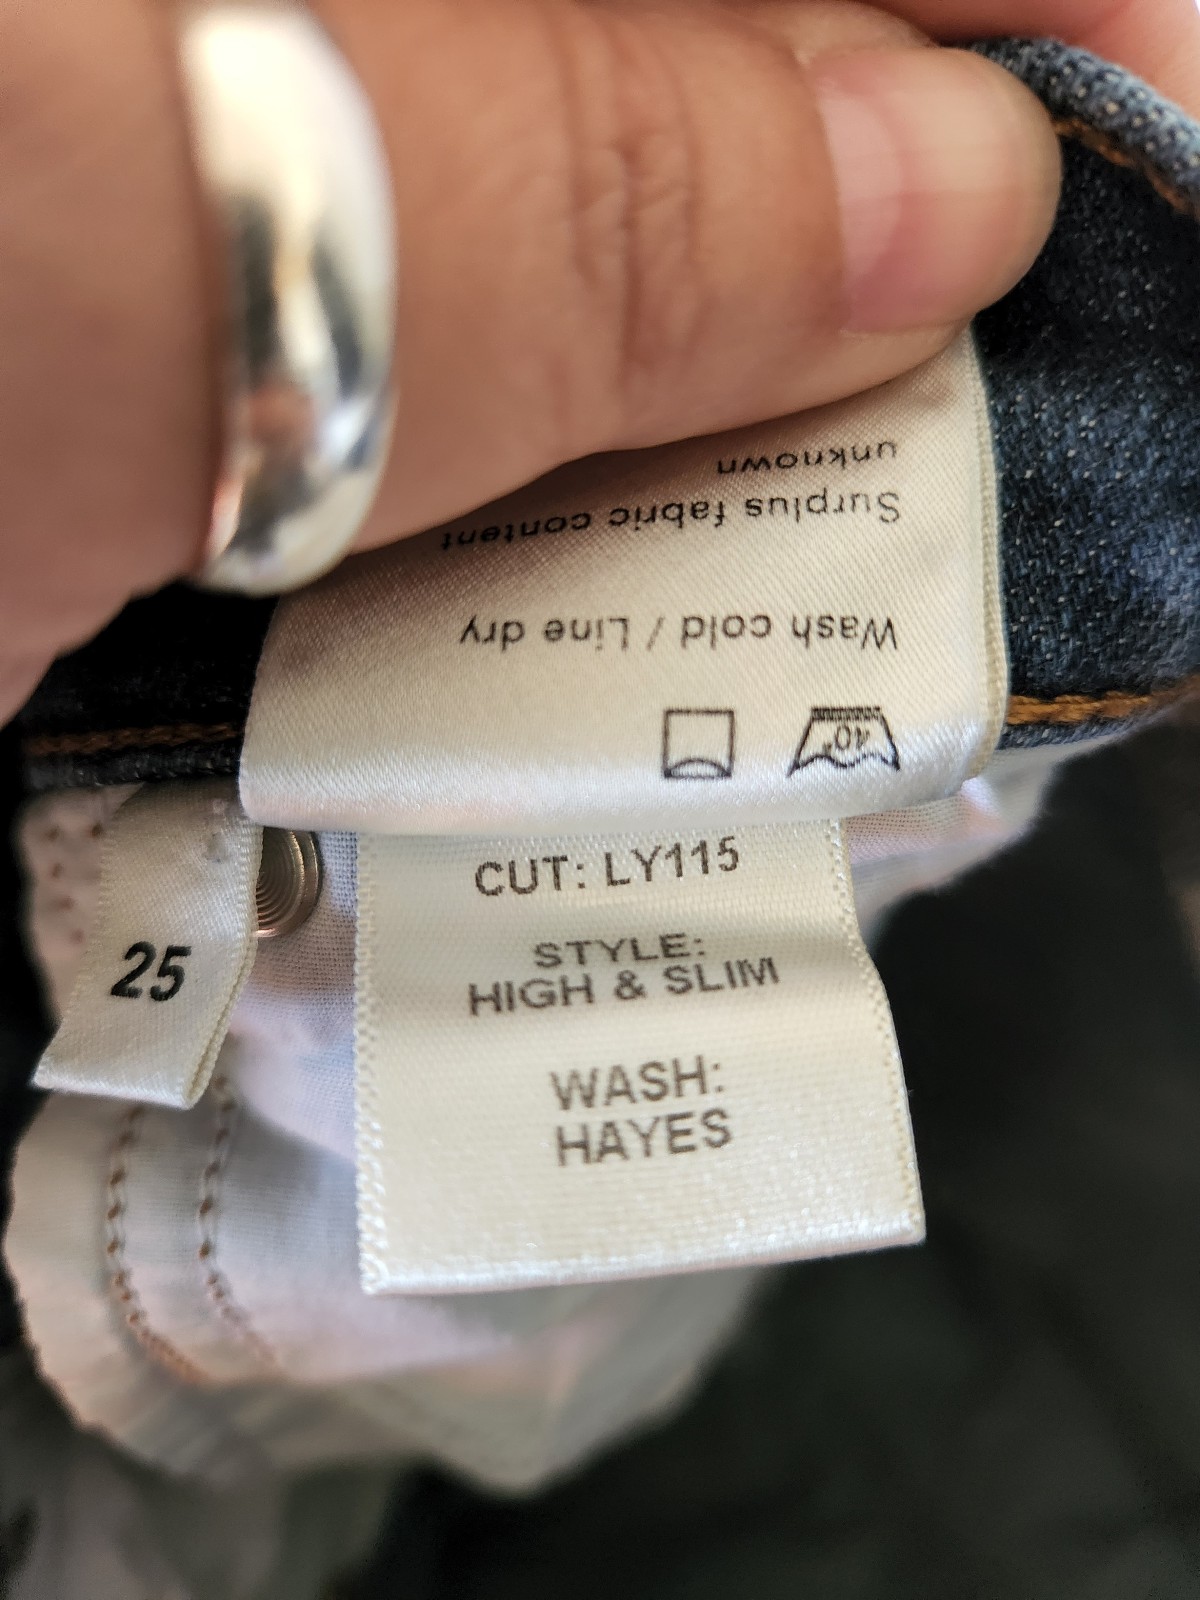 Wash cold / Line dry
Surplus fabric content
unknown
40°
25
CUT: LY115
STYLE:
HIGH & SLIM
WASH:
HAYES